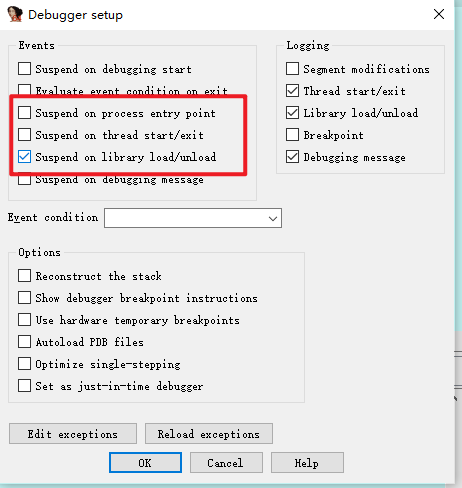 Debugger setup
Events
Suspend on debugging start
Evaluate event condition on exit
Suspend on process entry point
Suspend on thread start/exit
Suspend on library load/unload
Suspend on debugging message
Logging
Segment modifications
Thread start/exit
Library load/unload
Breakpoint
Debugging message
Event condition
Options
Reconstruct the stack
Show debugger breakpoint instructions
Use hardware temporary breakpoints
Autoload PDB files
Optimize single-stepping
Set as just-in-time debugger
Edit exceptions Reload exceptions
OK Cancel Help